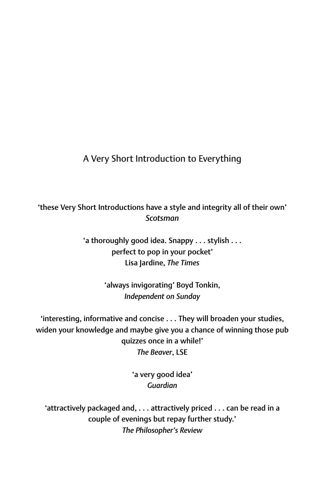 A Very Short Introduction to Everything
‘these Very Short Introductions have a style and integrity all of their own’
Scotsman
‘a thoroughly good idea. Snappy . . . stylish . . .
perfect to pop in your pocket’
Lisa Jardine, The Times
‘always invigorating’ Boyd Tonkin,
Independent on Sunday
‘interesting, informative and concise . . . They will broaden your studies,
widen your knowledge and maybe give you a chance of winning those pub
quizzes once in a while!’
The Beaver, LSE
‘a very good idea’
Guardian
‘attractively packaged and, . . . attractively priced . . . can be read in a
couple of evenings but repay further study.’
The Philosopher’s Review